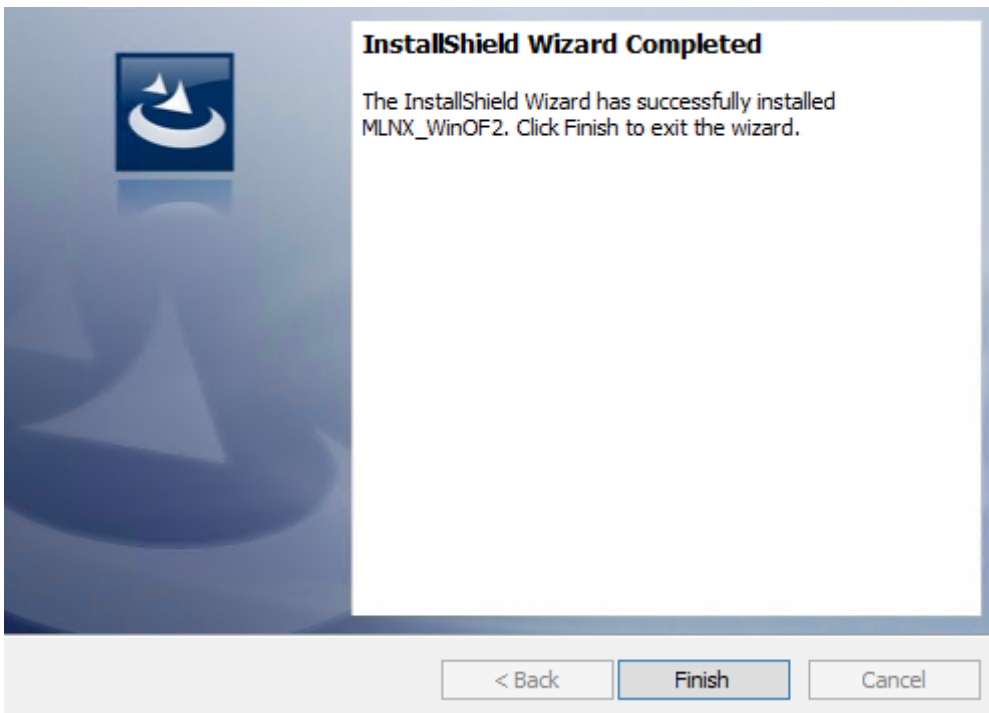 InstallShield Wizard Completed
The InstallShield Wizard has successfully installed
MLNX_WinOF2. Click Finish to exit the wizard.
< Back
Finish
Cancel